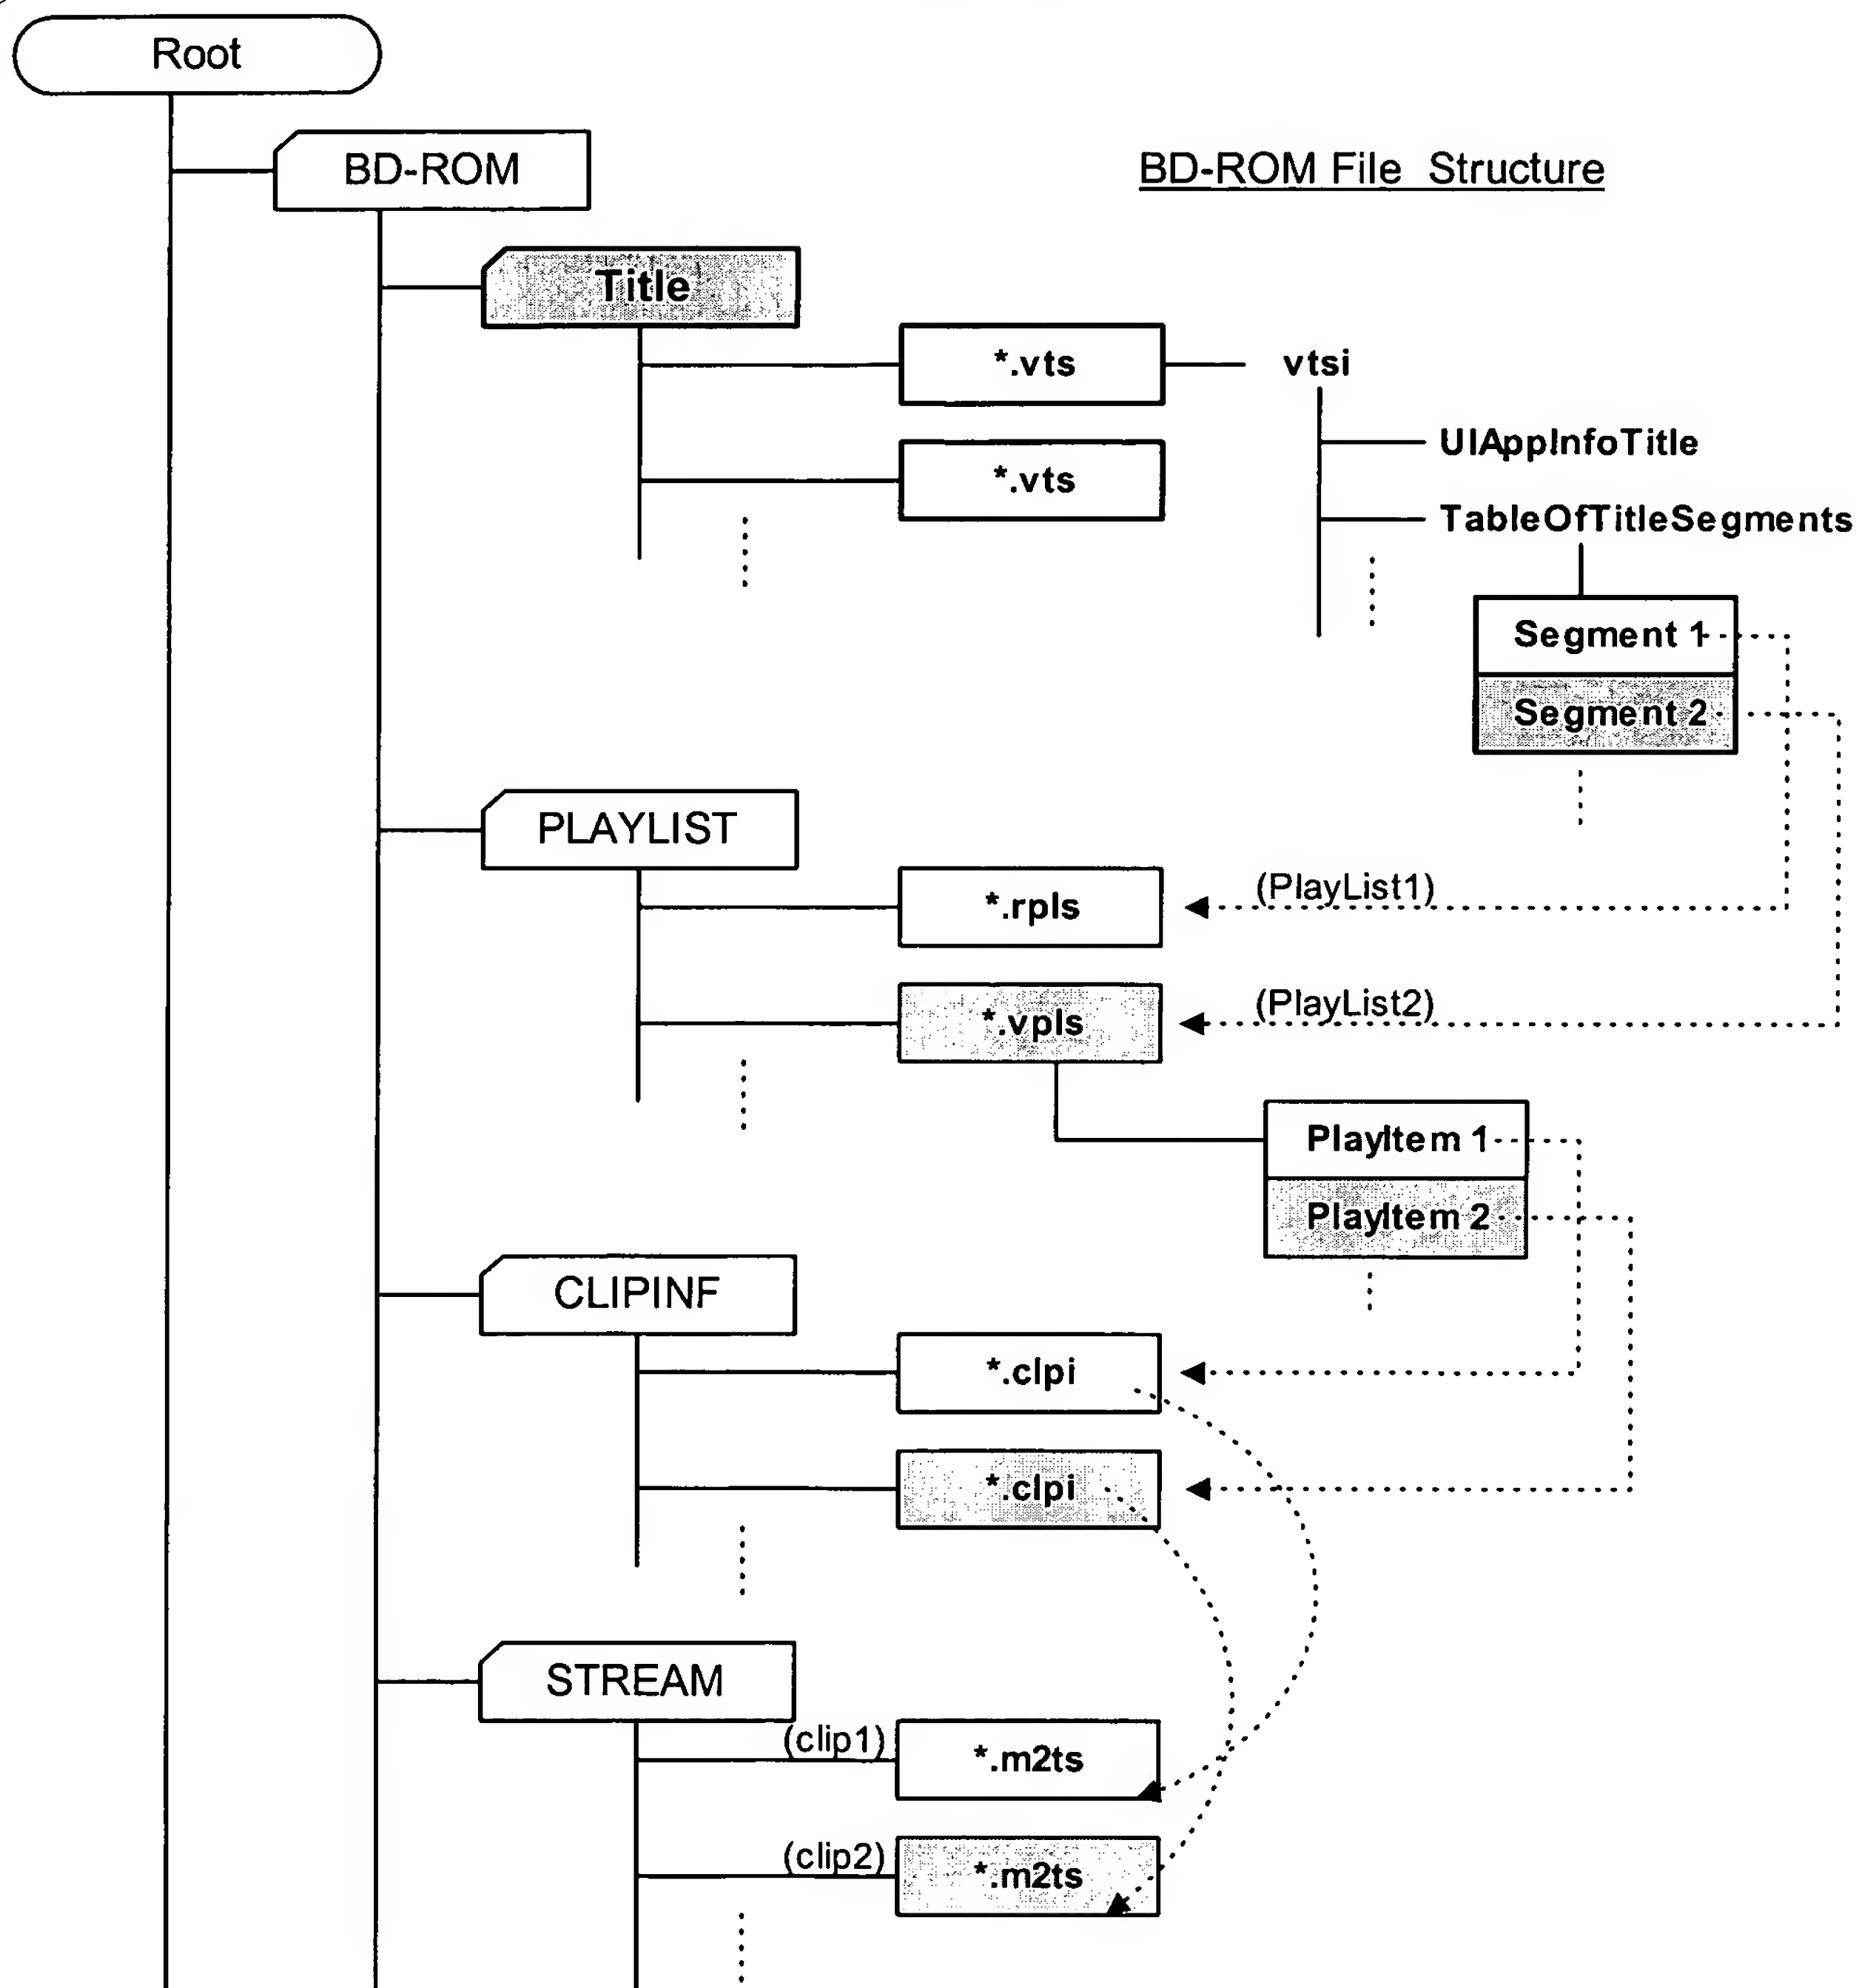 Root
BD-ROM
BD-ROM File Structure
Title
*.vts
vtsi
UIAppInfoTitle
*.vts
TableOfTitleSegments
Segment 1
Segment 2
PLAYLIST
*.rpls
(PlayList1)
*.vpls
(PlayList2)
PlayItem 1
PlayItem 2
CLIPINF
*.clpi
*.clpi
STREAM
(clip1)
*.m2ts
(clip2)
*.m2ts